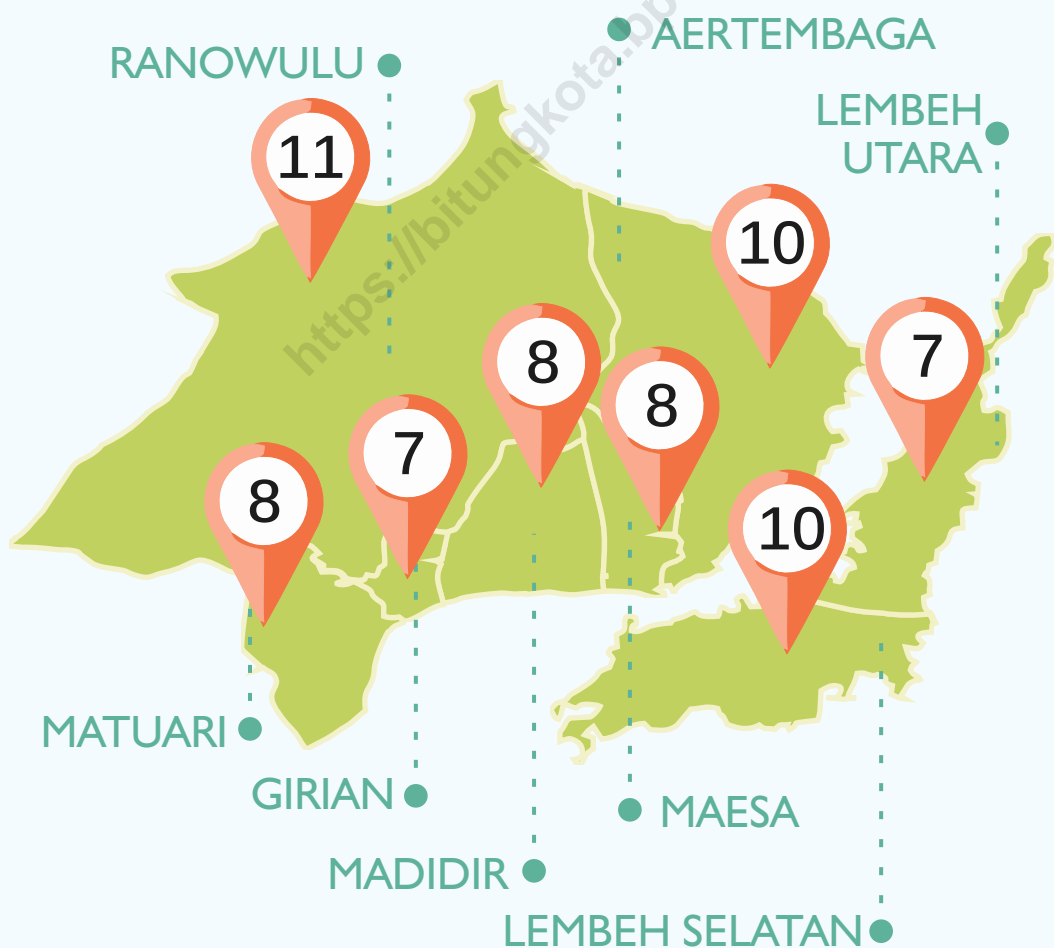 AERTEMBAGA
RANOWULU
LEMBEH
UTARA
https://bitungkota.bp
11
10
7
8
8
7
8
10
MATUARI
GIRIAN
MAESA
MADIDIR
LEMBEH SELATAN